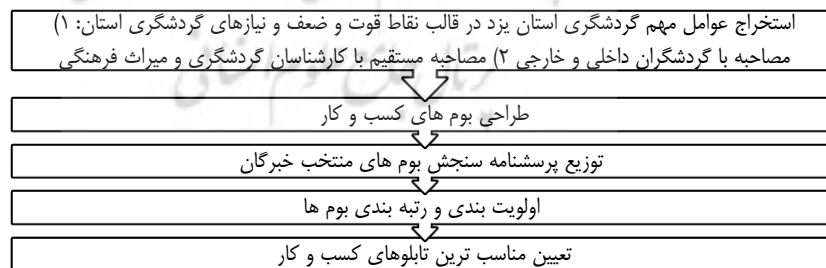 استخراج عوامل مهم گردشگری استان یزد در قالب نقاط قوت و ضعف و نیازهای گردشگری استان: ۱)
مصاحبه با گردشگران داخلی و خارجی ۲) مصاحبه مستقیم با کارشناسان گردشگری و میراث فرهنگی
طراحی بوم های کسب و کار
توزیع پرسشنامه سنجش بوم های منتخب خبرگان
اولویت بندی و رتبه بندی بوم ها
تعیین مناسب ترین تابلوهای کسب و کار